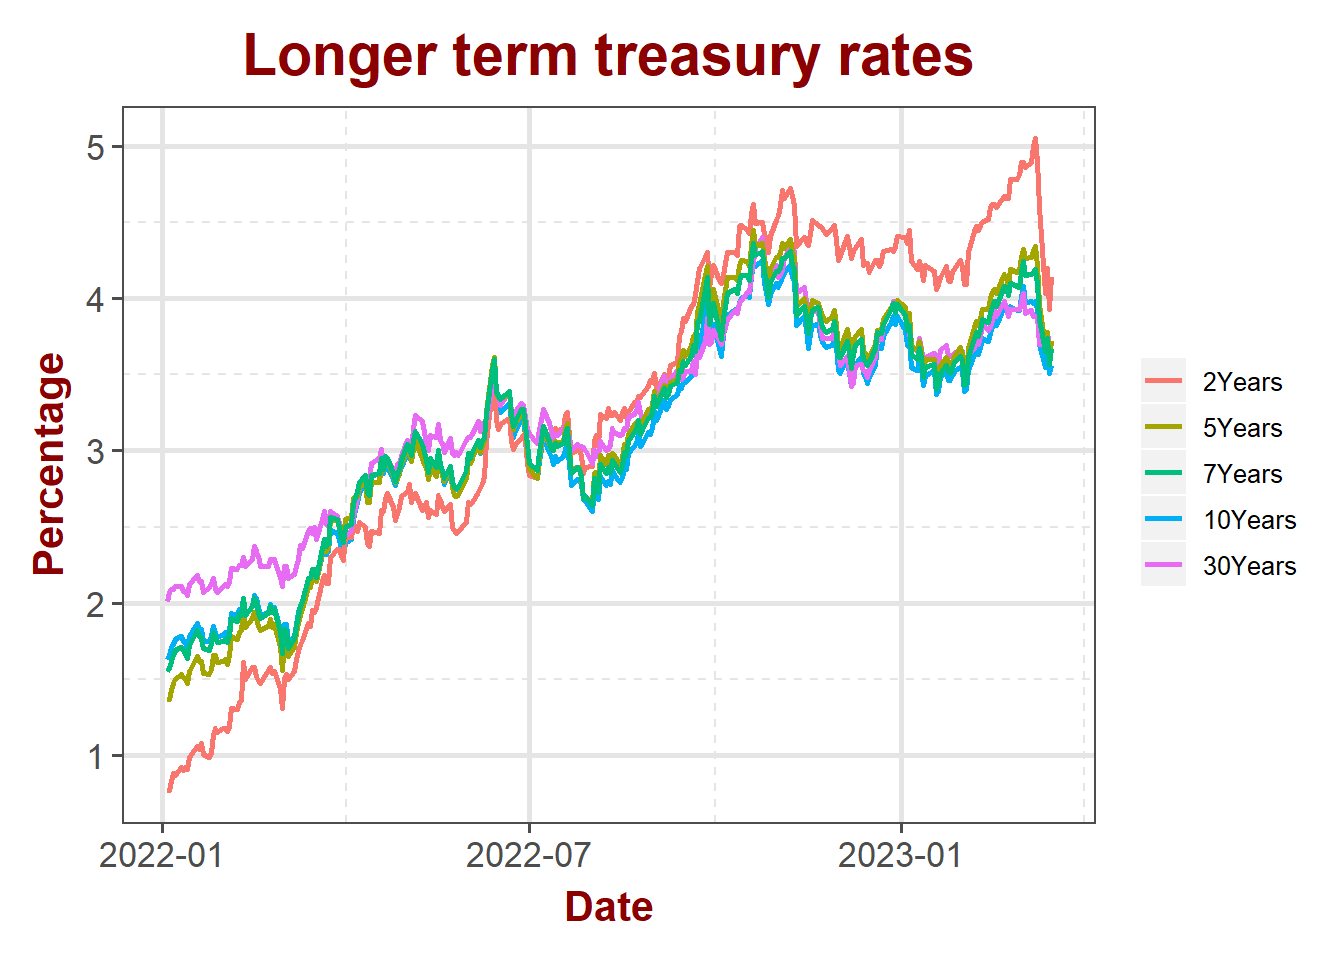 Longer term treasury rates
Percentage
5
4
3
2
1
2022-01
2022-07
2023-01
Date
2Years
5Years
7Years
10Years
30Years